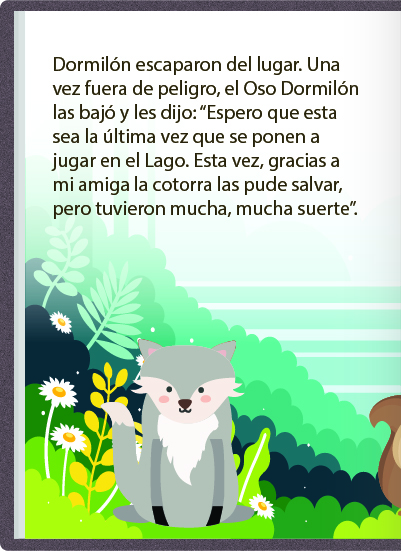 Dormilón escaparon del lugar. Una
vez fuera de peligro, el Oso Dormilón
las bajó y les dijo: “Espero que esta
sea la última vez que se ponen a
jugar en el Lago. Esta vez, gracias a
mi amiga la cotorra las pude salvar,
pero tuvieron mucha, mucha suerte”.